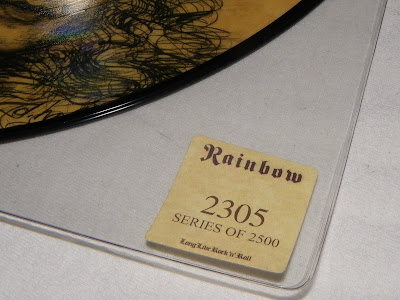 Rainbow
2305
SERIES OF 2500
Long Live Rock 'n' Roll